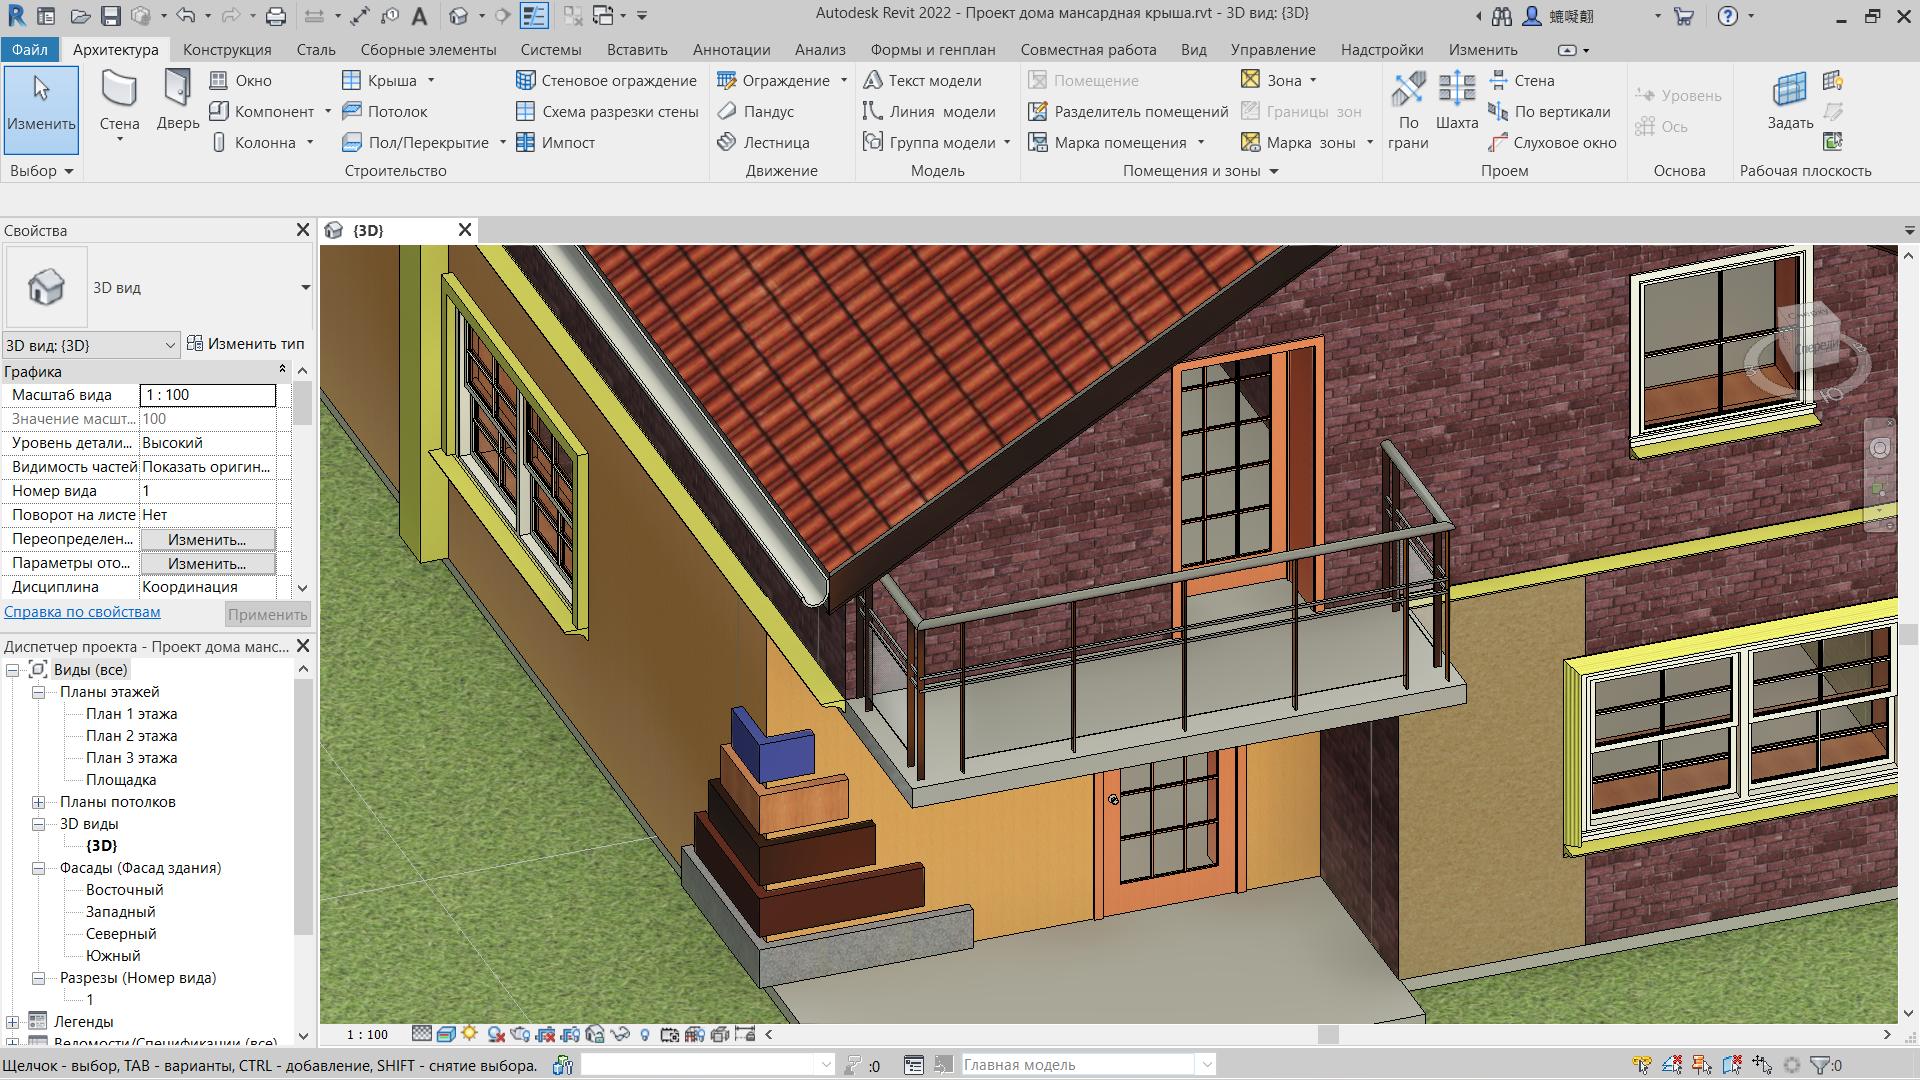 Autodesk Revit 2022 - Проект дома мансардная крыша.rvt - 3D вид: {3D}
Файл Архитектура Конструкция Сталь Сборные элементы Системы Вставить Аннотации Анализ Формы и генплан Совместная работа Вид Управление Надстройки Изменить
Изменить
Выбор
Стена
Дверь
Окно
Компонент
Колонна
Крыша
Потолок
Пол/Перекрытие
Стеновое ограждение
Схема разрезки стены
Импост
Строительство
Ограждение
Пандус
Лестница
Движение
Текст модели
Линия модели
Группа модели
Модель
Помещение
Разделитель помещений
Марка помещения
Зона
Границы зон
Марка зоны
Помещения и зоны
По грани
Шахта
Стена
По вертикали
Слуховое окно
Проем
Уровень
Ось
Основа
Задать
Рабочая плоскость
Свойства
3D вид
3D вид: {3D}
Изменить тип
Графика
Масштаб вида 1 : 100
Значение масшт... 100
Уровень детали... Высокий
Видимость частей Показать оригин...
Номер вида 1
Поворот на листе Нет
Переопределен... Изменить...
Параметры ото... Изменить...
Дисциплина Координация
Справка по свойствам
Применить
Диспетчер проекта - Проект дома манс...
Виды (все)
Планы этажей
План 1 этажа
План 2 этажа
План 3 этажа
Площадка
Планы потолков
3D виды
{3D}
Фасады (Фасад здания)
Восточный
Западный
Северный
Южный
Разрезы (Номер вида)
1
Легенды
Ведомости/Спецификации (все)
{3D}
Сверху
Спереди
Ю
1 : 100
Щелчок - выбор, TAB - варианты, CTRL - добавление, SHIFT - снятие выбора.
:0
Главная модель
:0